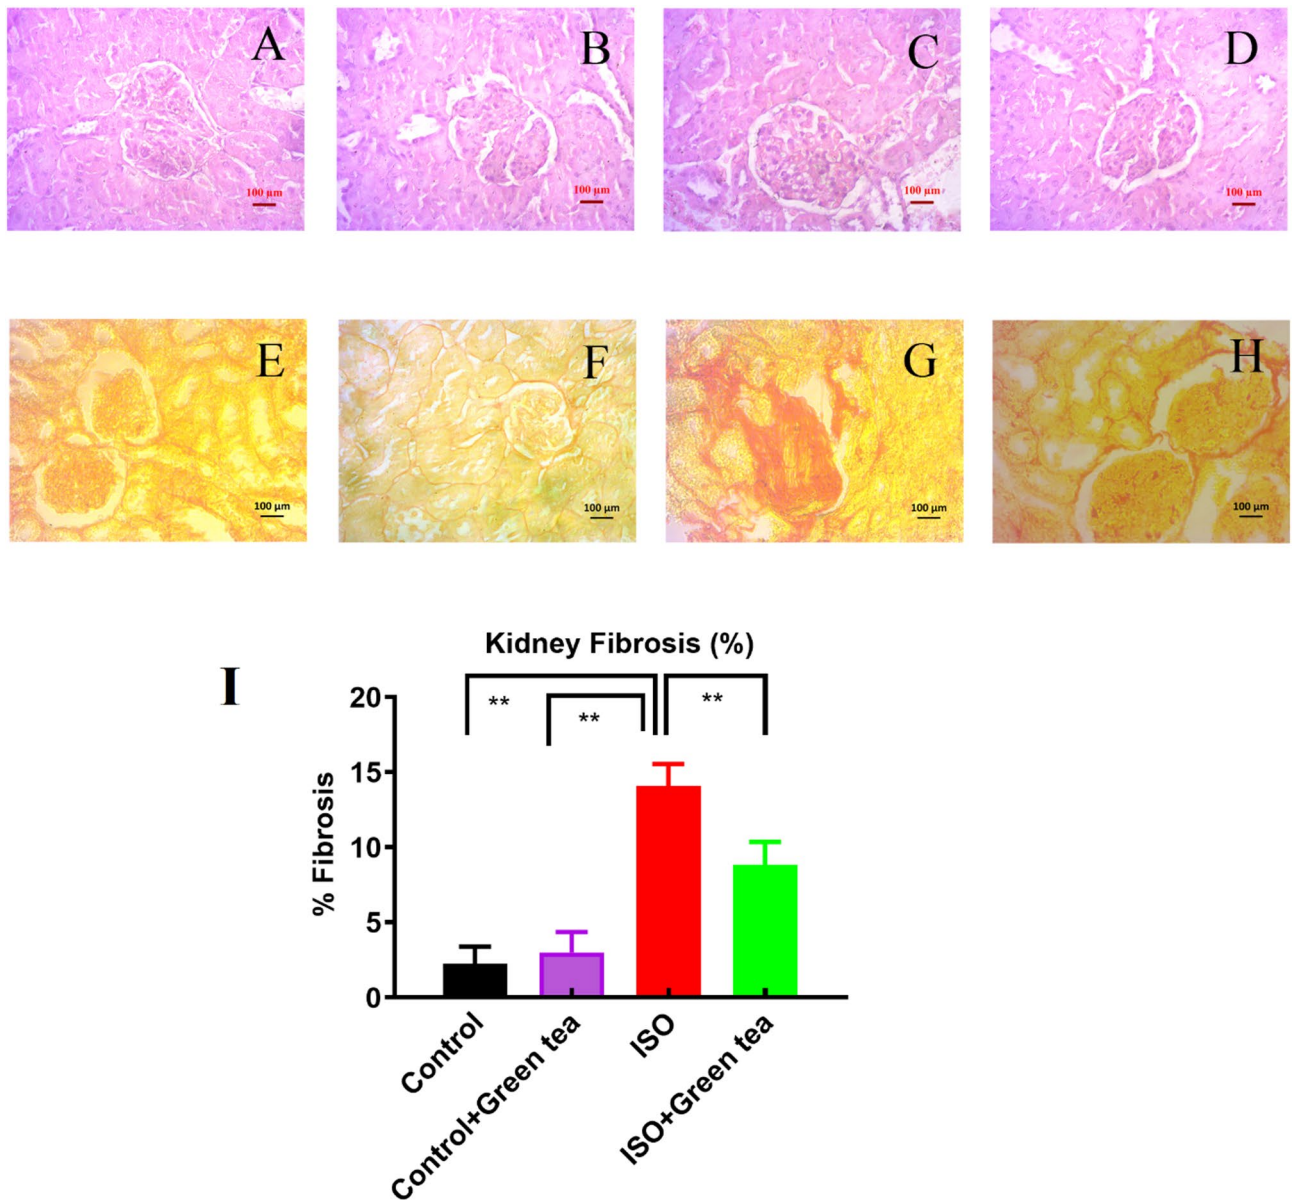 A
B
C
D
100 µm
100 µm
100 µm
100 µm
E
F
G
H
100 µm
100 µm
100 µm
100 µm
I
Kidney Fibrosis (%)
**
**
**
20
15
10
5
0
% Fibrosis
Control
Control+Green tea
ISO
ISO+Green tea